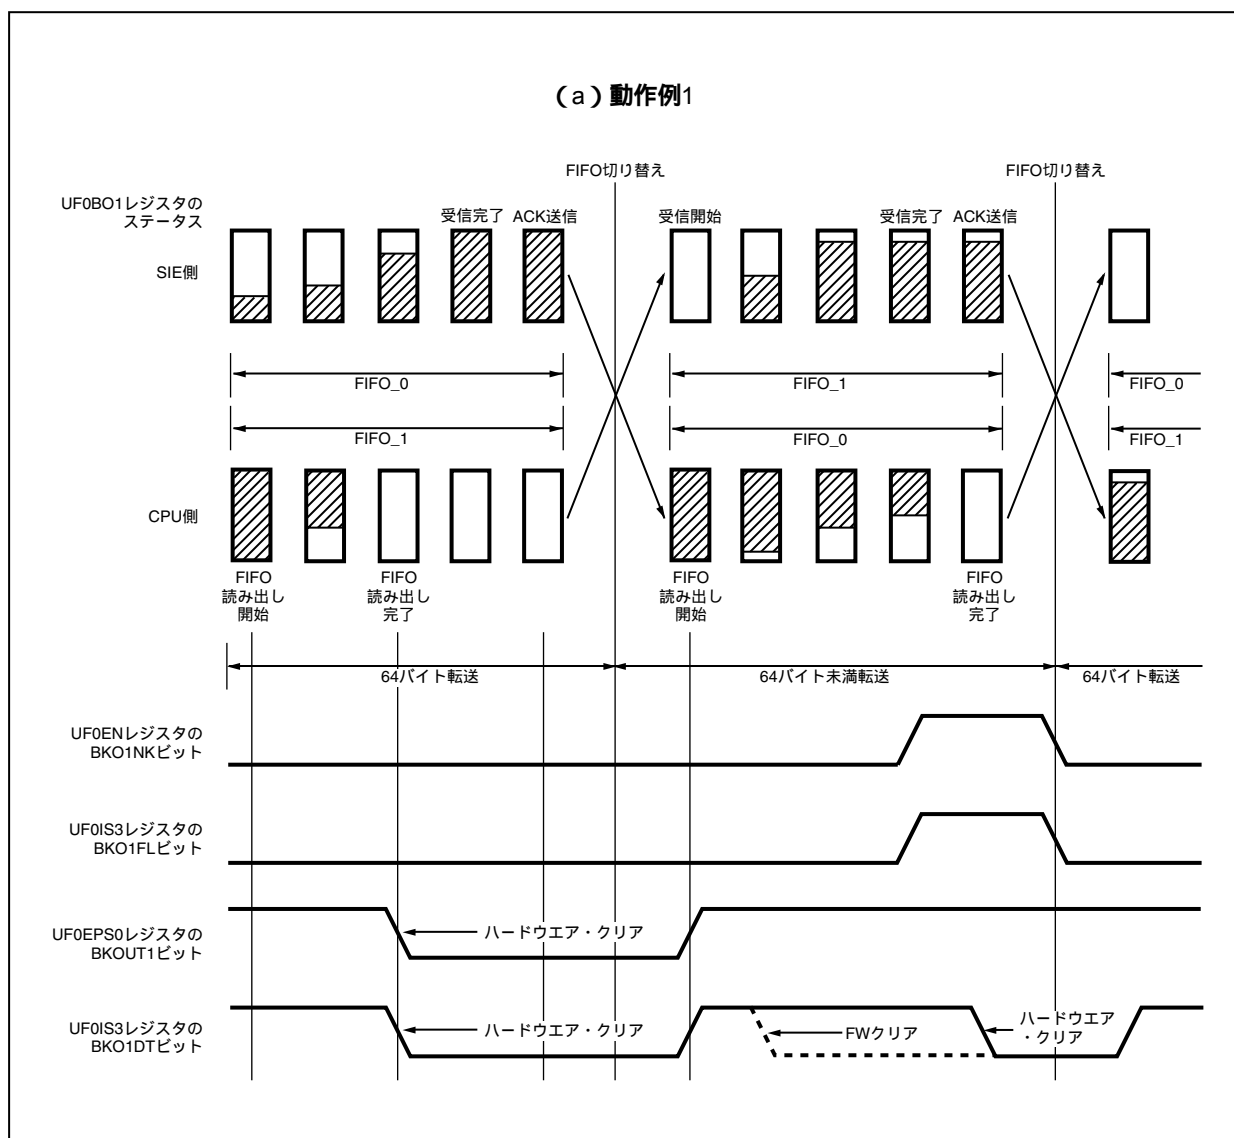 （a）動作例1
FIFO切り替え
FIFO切り替え
UF0BO1レジスタの
ステータス
受信完了
ACK送信
受信開始
受信完了
ACK送信
SIE側
FIFO_0
FIFO_1
FIFO_0
FIFO_1
FIFO_0
FIFO_1
CPU側
FIFO
読み出し
開始
FIFO
読み出し
完了
FIFO
読み出し
開始
FIFO
読み出し
完了
64バイト転送
64バイト未満転送
64バイト転送
UF0ENレジスタの
BKO1NKビット
UF0IS3レジスタの
BKO1FLビット
UF0EPS0レジスタの
BKOUT1ビット
ハードウエア・クリア
UF0IS3レジスタの
BKO1DTビット
ハードウエア・クリア
FWクリア
ハードウエア
・クリア